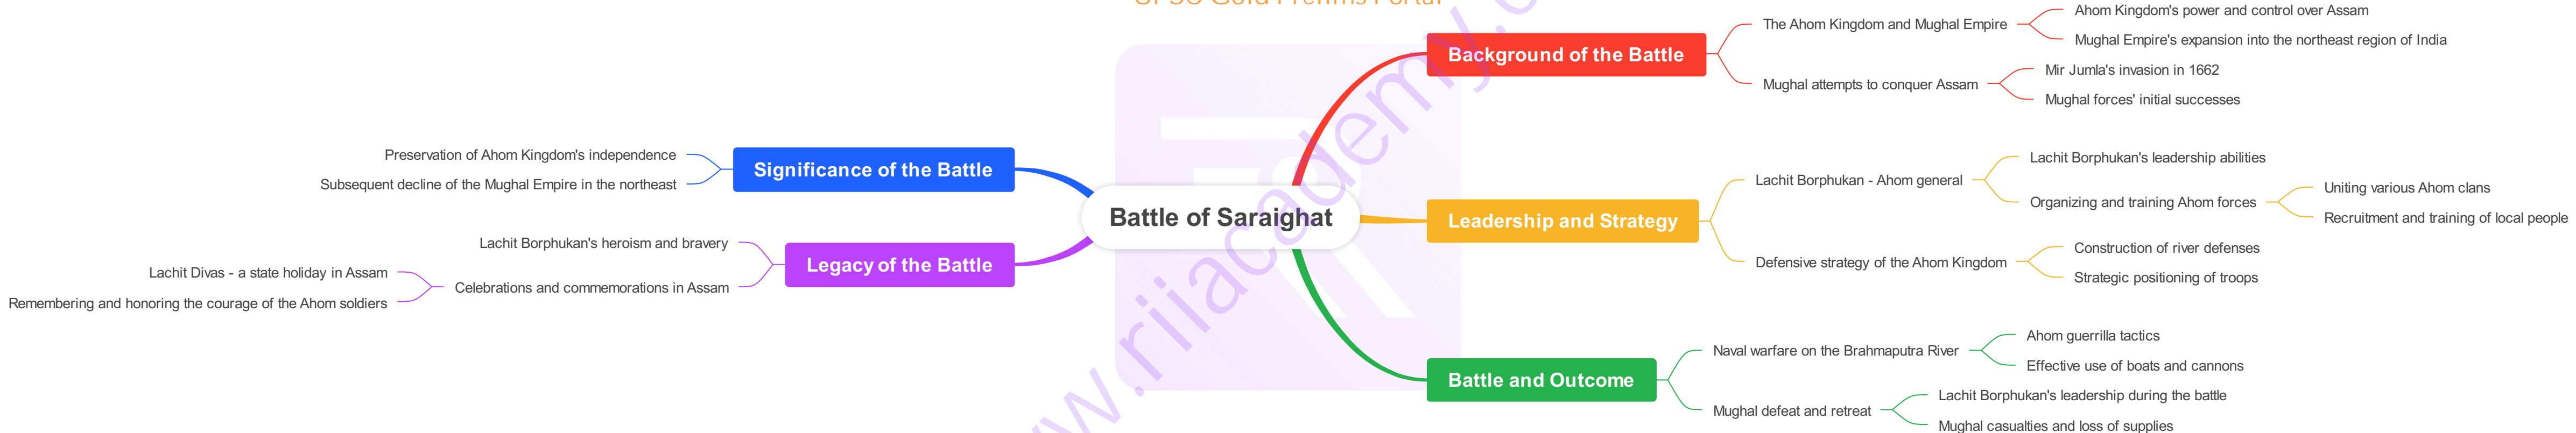 UPSC Gold Prelims Portal
Battle of Saraighat
Background of the Battle
The Ahom Kingdom and Mughal Empire
Ahom Kingdom's power and control over Assam
Mughal Empire's expansion into the northeast region of India
Mughal attempts to conquer Assam
Mir Jumla's invasion in 1662
Mughal forces' initial successes
Leadership and Strategy
Lachit Borphukan - Ahom general
Lachit Borphukan's leadership abilities
Organizing and training Ahom forces
Uniting various Ahom clans
Recruitment and training of local people
Defensive strategy of the Ahom Kingdom
Construction of river defenses
Strategic positioning of troops
Battle and Outcome
Naval warfare on the Brahmaputra River
Ahom guerrilla tactics
Effective use of boats and cannons
Mughal defeat and retreat
Lachit Borphukan's leadership during the battle
Mughal casualties and loss of supplies
Significance of the Battle
Preservation of Ahom Kingdom's independence
Subsequent decline of the Mughal Empire in the northeast
Legacy of the Battle
Lachit Borphukan's heroism and bravery
Celebrations and commemorations in Assam
Lachit Divas - a state holiday in Assam
Remembering and honoring the courage of the Ahom soldiers